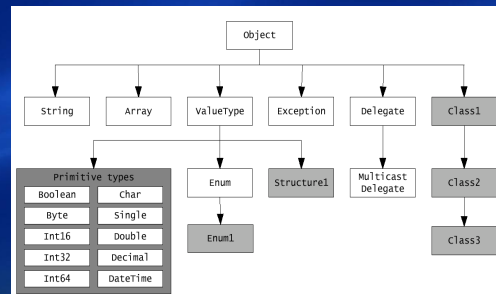 Object
String Array ValueType Exception Delegate Class1
Primitive types
Boolean Char
Byte Single
Int16 Double
Int32 Decimal
Int64 DateTime
Enum Structure1 Multicast
Delegate
Class2
Enum1
Class3